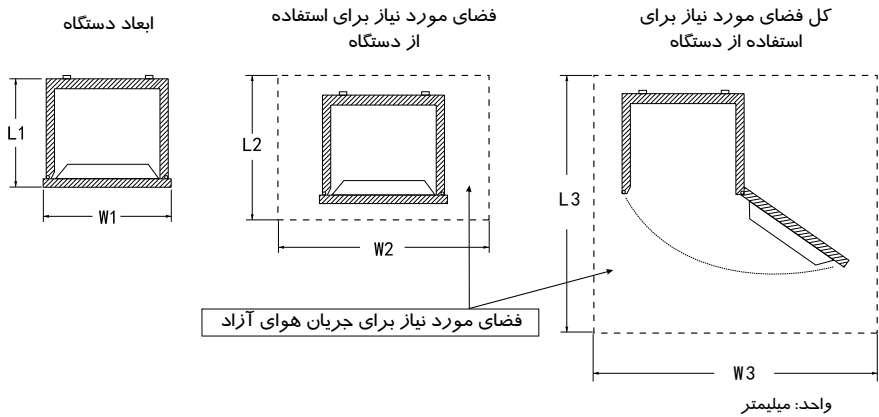 کل فضای مورد نیاز برای
استفاده از دستگاه
فضای مورد نیاز برای استفاده
از دستگاه
ابعاد دستگاه
L1
W1
L2
W2
L3
W3
فضای مورد نیاز برای جریان هوای آزاد
واحد: میلیمتر